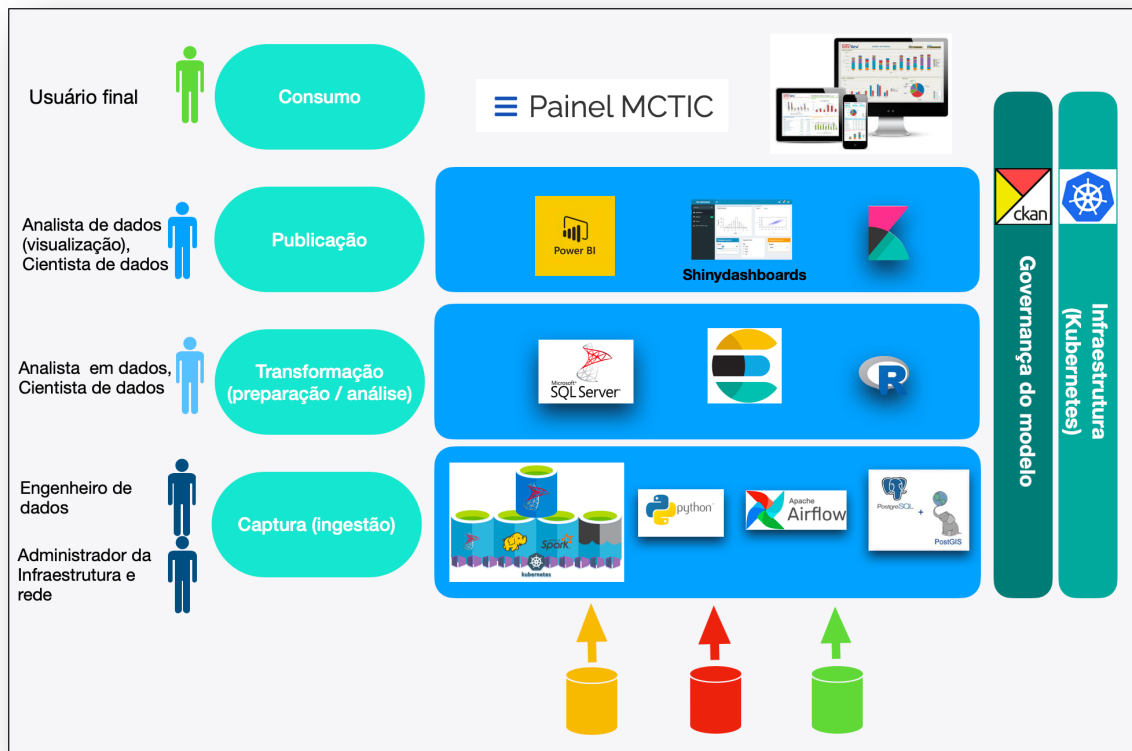 Usuário final
Consumo
Painel MCTIC
Analista de dados
(visualização),
Cientista de dados
Publicação
Power BI
Shinydashboards
ckan
Governança do modelo
Infraestrutura
(Kubernetes)
Analista em dados,
Cientista de dados
Transformação
(preparação / análise)
Microsoft
SQL Server
R
Engenheiro de
dados
Administrador da
Infraestrutura e
rede
Captura (ingestão)
Spark
kubernetes
python
Apache
Airflow
PostgreSQL
+
PostGIS